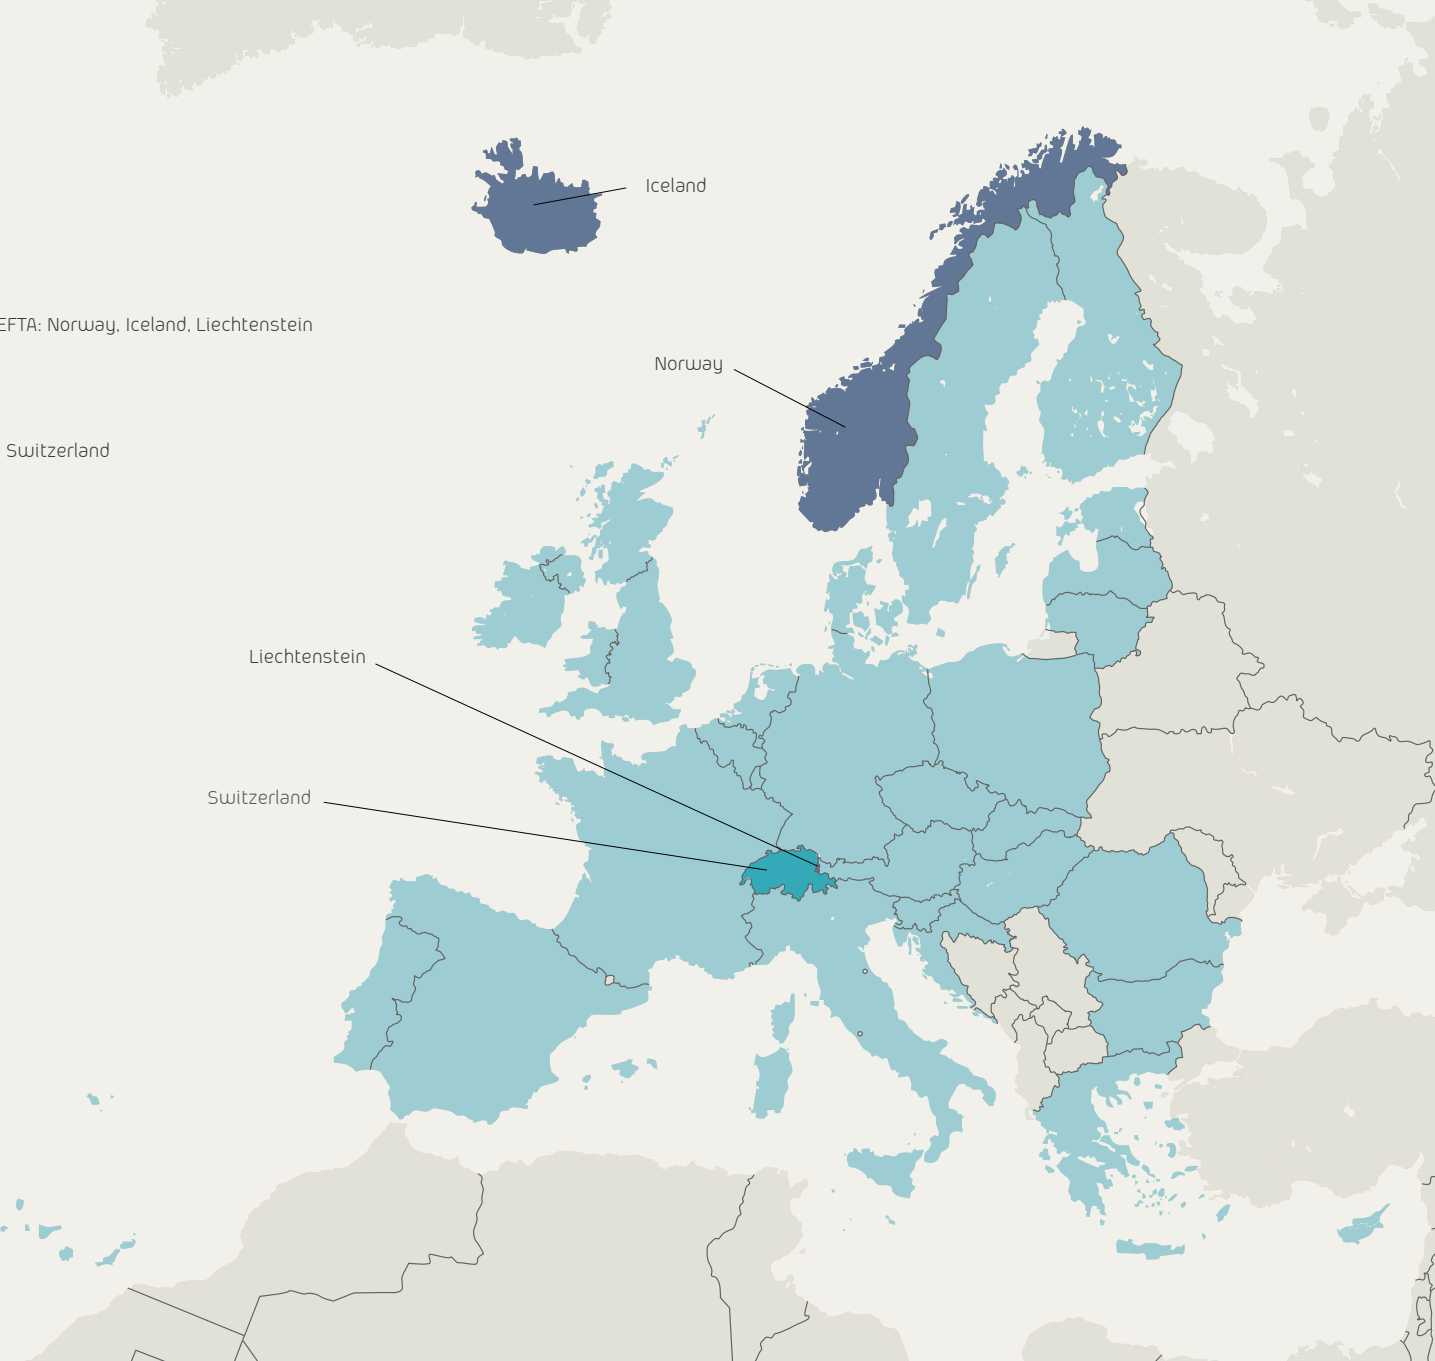 Iceland
EFTA: Norway, Iceland, Liechtenstein
Norway
Switzerland
Liechtenstein
Switzerland